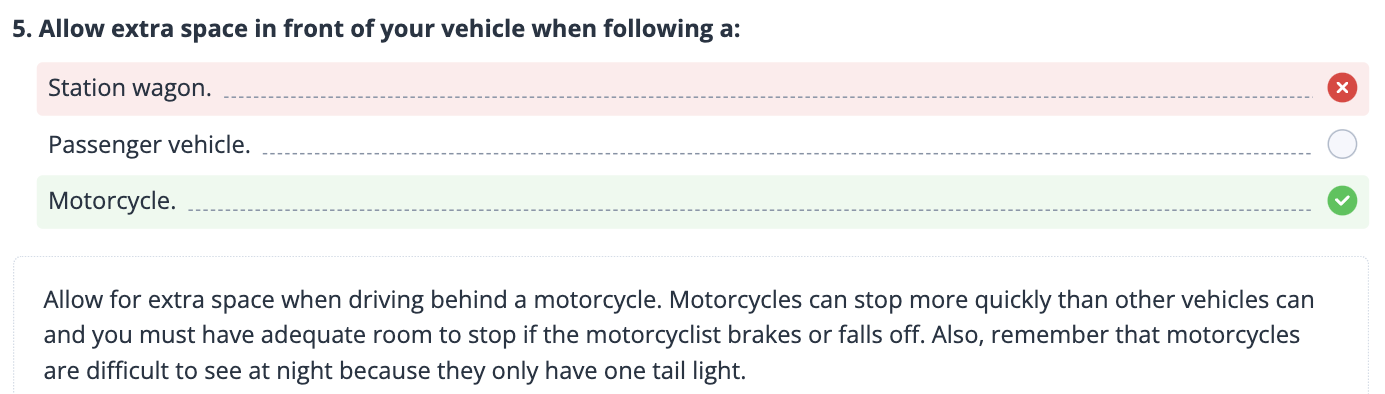 5. Allow extra space in front of your vehicle when following a:
Station wagon.
Passenger vehicle.
Motorcycle.
Allow for extra space when driving behind a motorcycle. Motorcycles can stop more quickly than other vehicles can
and you must have adequate room to stop if the motorcyclist brakes or falls off. Also, remember that motorcycles
are difficult to see at night because they only have one tail light.